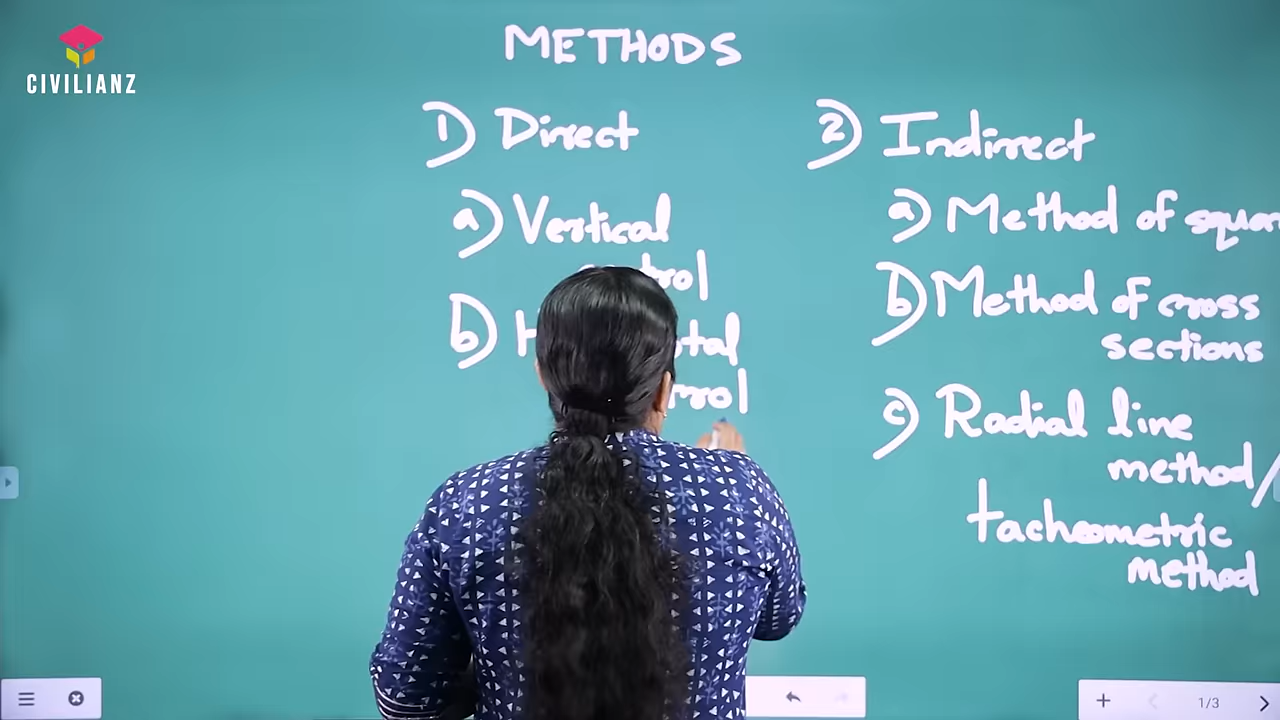 CIVILIANZ
METHODS
1) Direct
a) Vertical
b)
2) Indirect
a) Method of
b) Method of cross
sections
c) Radial line
method/
tacheometric
method
1/3